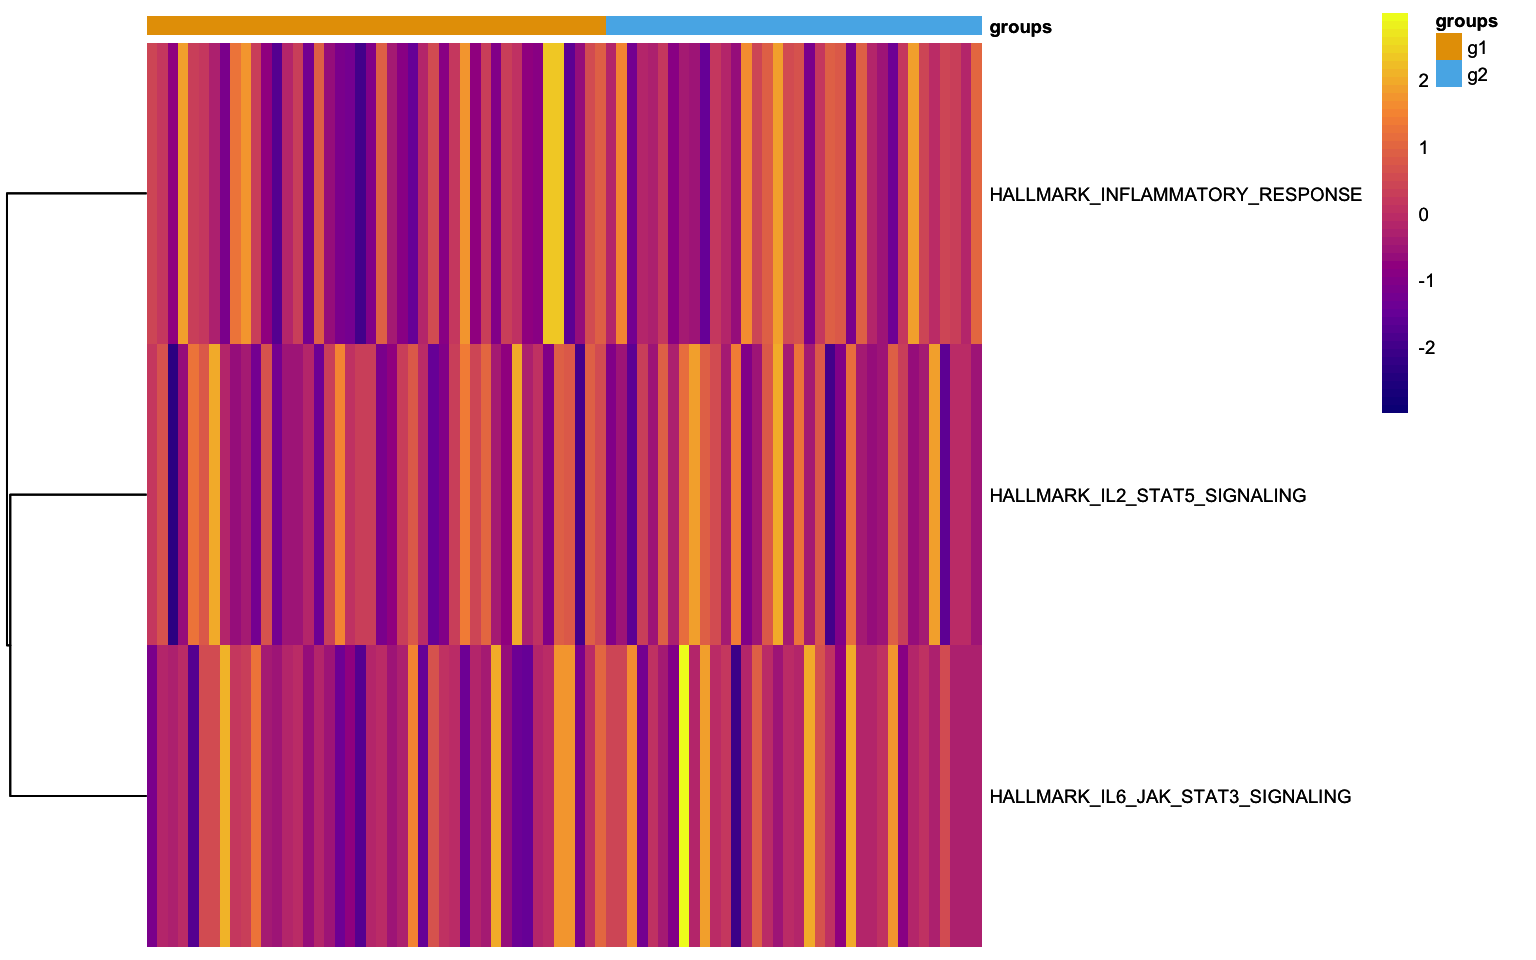 groups
HALLMARK_INFLAMMATORY_RESPONSE
HALLMARK_IL2_STAT5_SIGNALING
HALLMARK_IL6_JAK_STAT3_SIGNALING
2
1
0
-1
-2
groups
g1
g2